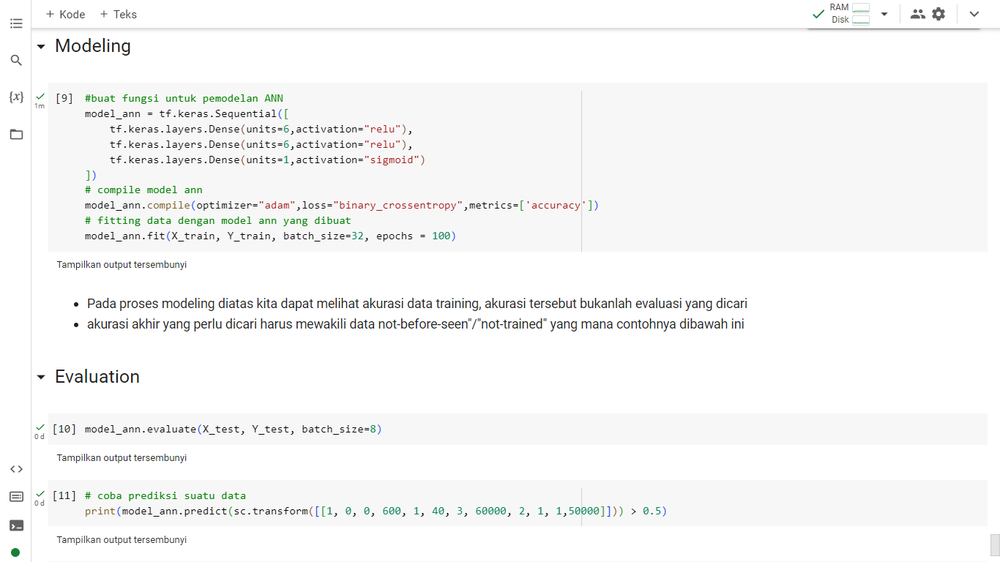 + Kode + Teks
RAM
Disk
Modeling
{x}
1m
[9] #buat fungsi untuk pemodelan ANN
model_ann = tf.keras.Sequential([
tf.keras.layers.Dense(units=6,activation="relu"),
tf.keras.layers.Dense(units=6,activation="relu"),
tf.keras.layers.Dense(units=1,activation="sigmoid")
])
# compile model ann
model_ann.compile(optimizer="adam",loss="binary_crossentropy",metrics=['accuracy'])
# fitting data dengan model ann yang dibuat
model_ann.fit(X_train, Y_train, batch_size=32, epochs = 100)
Tampilkan output tersembunyi
• Pada proses modeling diatas kita dapat melihat akurasi data training, akurasi tersebut bukanlah evaluasi yang dicari
• akurasi akhir yang perlu dicari harus mewakili data not-before-seen"/"not-trained" yang mana contohnya dibawah ini
Evaluation
0 d
[10] model_ann.evaluate(X_test, Y_test, batch_size=8)
Tampilkan output tersembunyi
0 d
[11] # coba prediksi suatu data
print(model_ann.predict(sc.transform([[1, 0, 0, 600, 1, 40, 3, 60000, 2, 1, 1,50000]])) > 0.5)
Tampilkan output tersembunyi